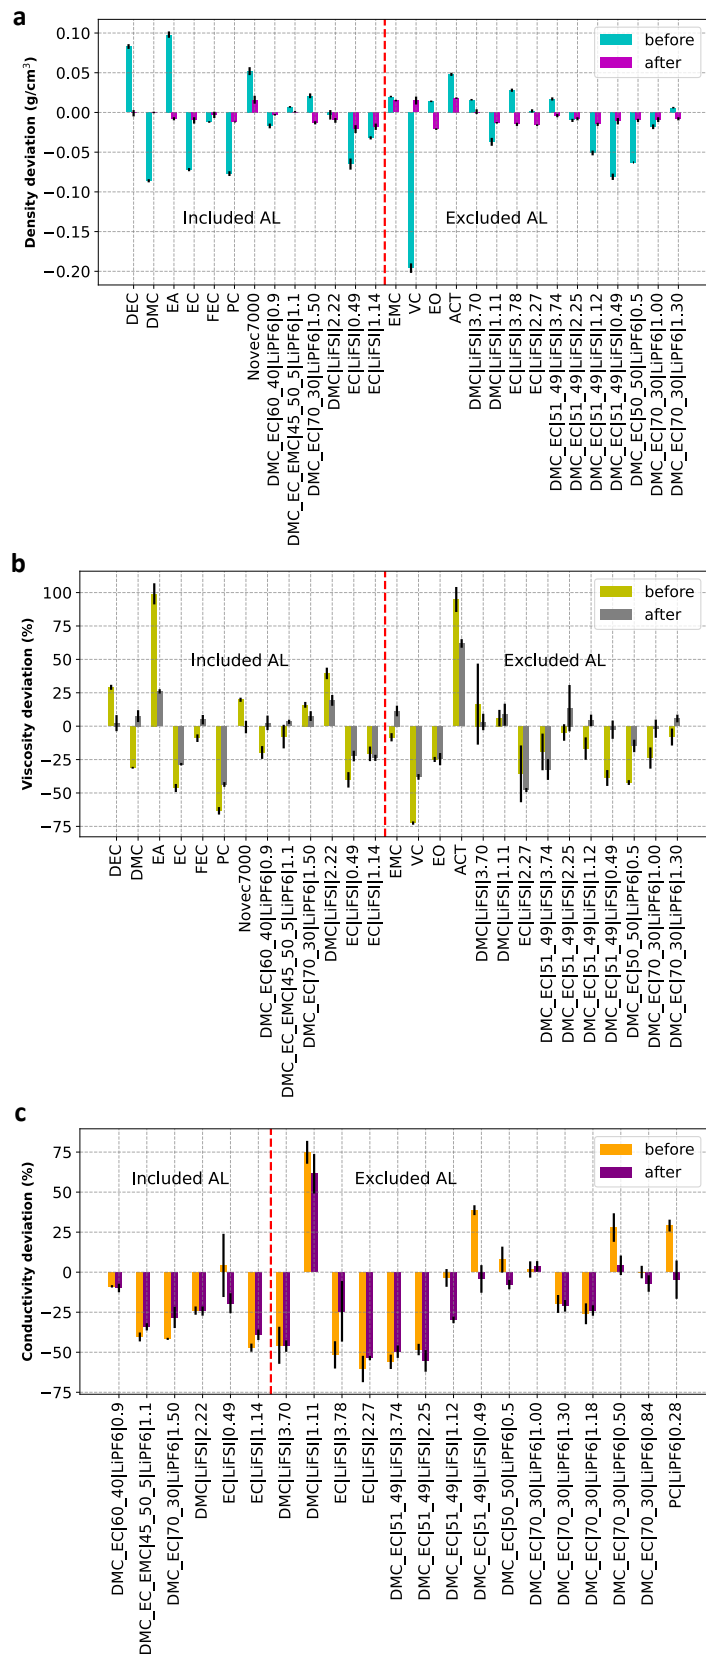 a
Density deviation (g/cm³)
0.10
0.05
0.00
−0.05
−0.10
−0.15
−0.20
before
after
Included AL
Excluded AL
DEC
DMC
EA
EC
FEC
PC
Novec7000
DMC_EC|60_40|LiPF6|0.9
DMC_EC_EMC|45_50_5|LiPF6|1.1
DMC_EC|70_30|LiPF6|1.50
DMC|LiFSI|2.22
EC|LiFSI|0.49
EC|LiFSI|1.14
EMC
VC
EO
ACT
DMC|LiFSI|3.70
DMC|LiFSI|1.11
EC|LiFSI|3.78
EC|LiFSI|2.27
DMC_EC|51_49|LiFSI|3.74
DMC_EC|51_49|LiFSI|2.25
DMC_EC|51_49|LiFSI|1.12
DMC_EC|51_49|LiFSI|0.49
DMC_EC|50_50|LiPF6|0.5
DMC_EC|70_30|LiPF6|1.00
DMC_EC|70_30|LiPF6|1.30
b
Viscosity deviation (%)
100
75
50
25
0
−25
−50
−75
before
after
Included AL
Excluded AL
DEC
DMC
EA
EC
FEC
PC
Novec7000
DMC_EC|60_40|LiPF6|0.9
DMC_EC_EMC|45_50_5|LiPF6|1.1
DMC_EC|70_30|LiPF6|1.50
DMC|LiFSI|2.22
EC|LiFSI|0.49
EC|LiFSI|1.14
EMC
VC
EO
ACT
DMC|LiFSI|3.70
DMC|LiFSI|1.11
EC|LiFSI|2.27
DMC_EC|51_49|LiFSI|3.74
DMC_EC|51_49|LiFSI|2.25
DMC_EC|51_49|LiFSI|1.12
DMC_EC|51_49|LiFSI|0.49
DMC_EC|50_50|LiPF6|0.5
DMC_EC|70_30|LiPF6|1.00
DMC_EC|70_30|LiPF6|1.30
c
Conductivity deviation (%)
75
50
25
0
−25
−50
−75
before
after
Included AL
Excluded AL
DMC_EC|60_40|LiPF6|0.9
DMC_EC_EMC|45_50_5|LiPF6|1.1
DMC_EC|70_30|LiPF6|1.50
DMC|LiFSI|2.22
EC|LiFSI|0.49
EC|LiFSI|1.14
DMC|LiFSI|3.70
DMC|LiFSI|1.11
EC|LiFSI|3.78
EC|LiFSI|2.27
DMC_EC|51_49|LiFSI|3.74
DMC_EC|51_49|LiFSI|2.25
DMC_EC|51_49|LiFSI|1.12
DMC_EC|51_49|LiFSI|0.49
DMC_EC|50_50|LiPF6|0.5
DMC_EC|70_30|LiPF6|1.00
DMC_EC|70_30|LiPF6|1.30
DMC_EC|70_30|LiPF6|1.18
DMC_EC|70_30|LiPF6|0.50
DMC_EC|70_30|LiPF6|0.84
PC|LiPF6|0.28